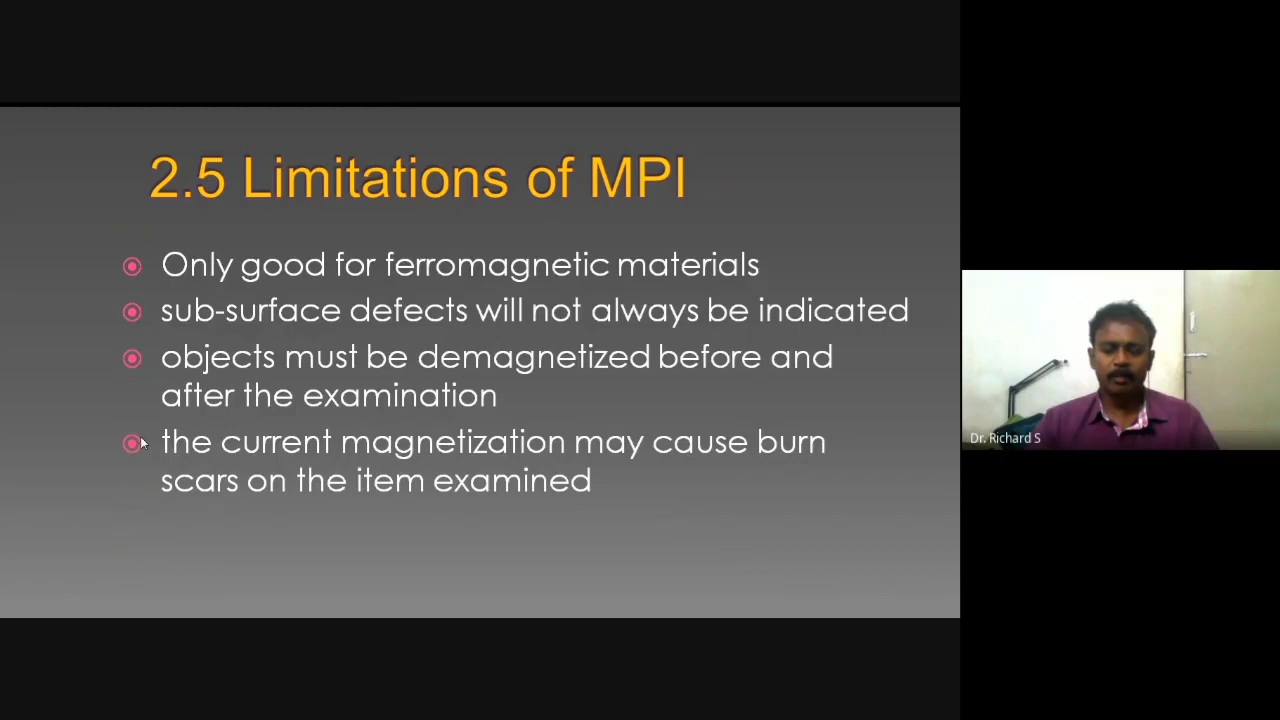 2.5 Limitations of MPI
Only good for ferromagnetic materials
sub-surface defects will not always be indicated
objects must be demagnetized before and
after the examination
the current magnetization may cause burn
scars on the item examined
Dr. Richard S